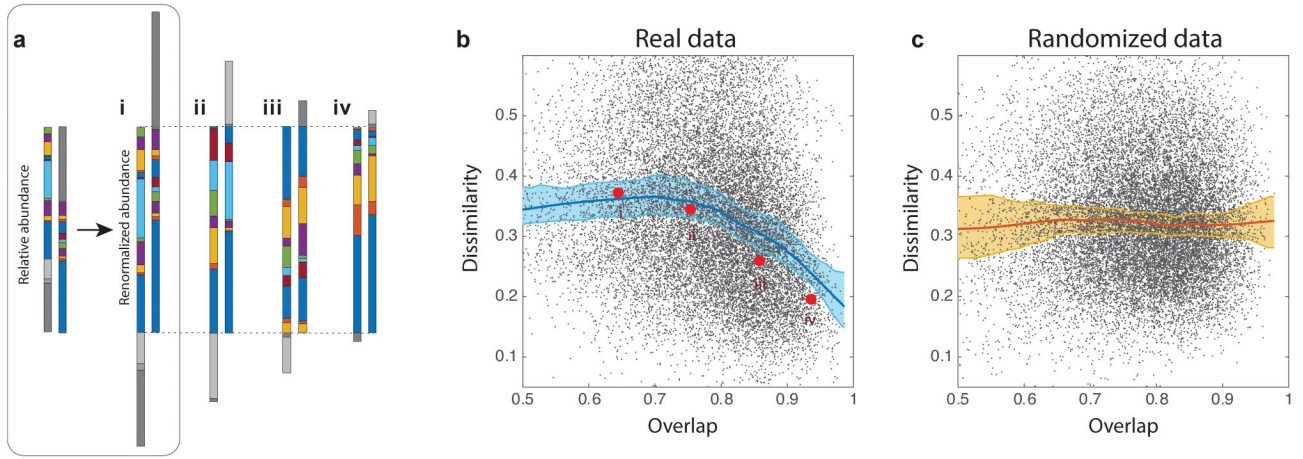 a
i
ii
iii
iv
Relative abundance
Renormalized abundance
b
Real data
Dissimilarity
0.5
0.4
0.3
0.2
0.1
i
ii
iii
iv
0.5
0.6
0.7
0.8
0.9
1
Overlap
c
Randomized data
Dissimilarity
0.5
0.4
0.3
0.2
0.1
0.5
0.6
0.7
0.8
0.9
1
Overlap